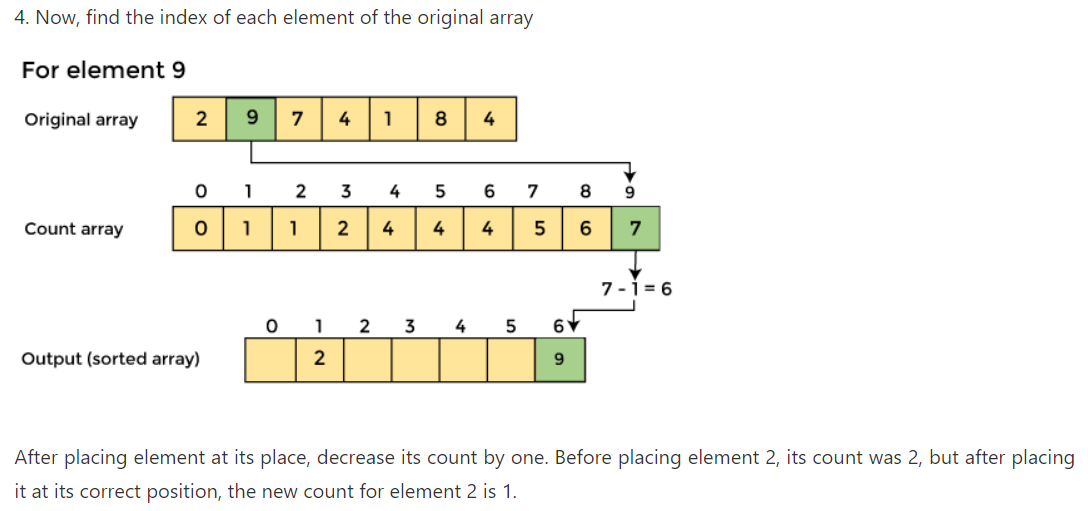 4. Now, find the index of each element of the original array
For element 9
Original array 2 9 7 4 1 8 4
0 1 2 3 4 5 6 7 8 9
Count array 0 1 1 2 4 4 4 5 6 7
7 - 1 = 6
0 1 2 3 4 5 6
Output (sorted array) 2 9
After placing element at its place, decrease its count by one. Before placing element 2, its count was 2, but after placing
it at its correct position, the new count for element 2 is 1.